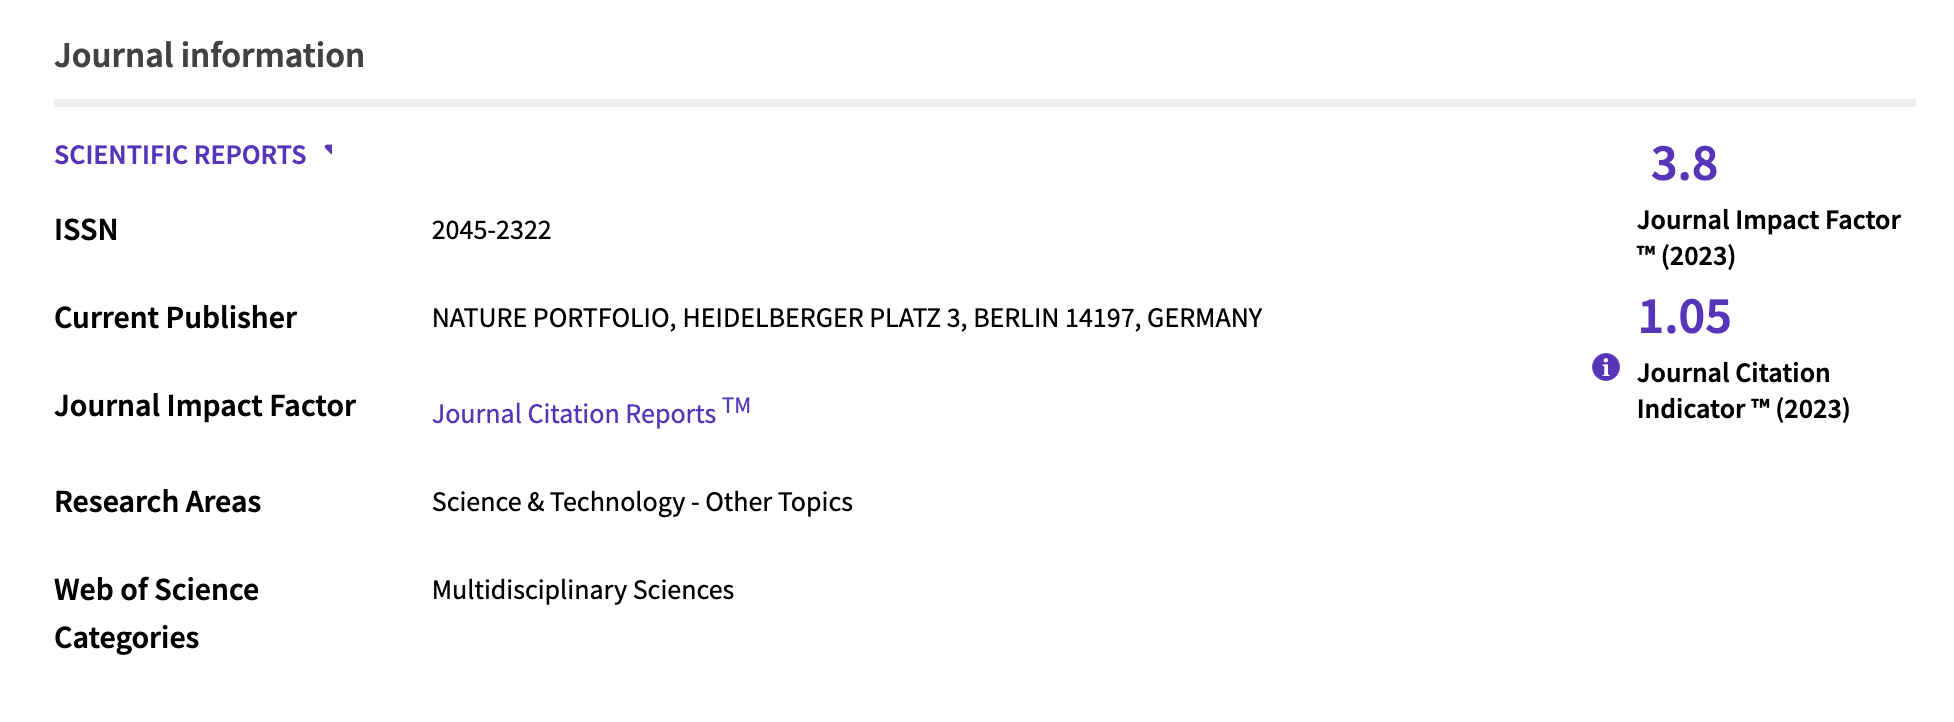 Journal information
SCIENTIFIC REPORTS
ISSN 2045-2322
Current Publisher NATURE PORTFOLIO, HEIDELBERGER PLATZ 3, BERLIN 14197, GERMANY
Journal Impact Factor Journal Citation Reports TM
Research Areas Science & Technology - Other Topics
Web of Science Multidisciplinary Sciences
Categories
3.8
Journal Impact Factor
™ (2023)
1.05
Journal Citation
Indicator ™ (2023)